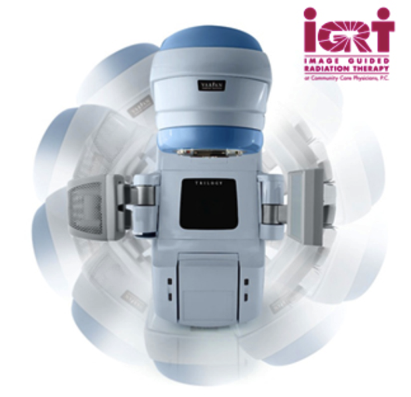 IGRT
IMAGE GUIDED
RADIATION THERAPY
at Community Care Physicians, P.C.
TRILOGY